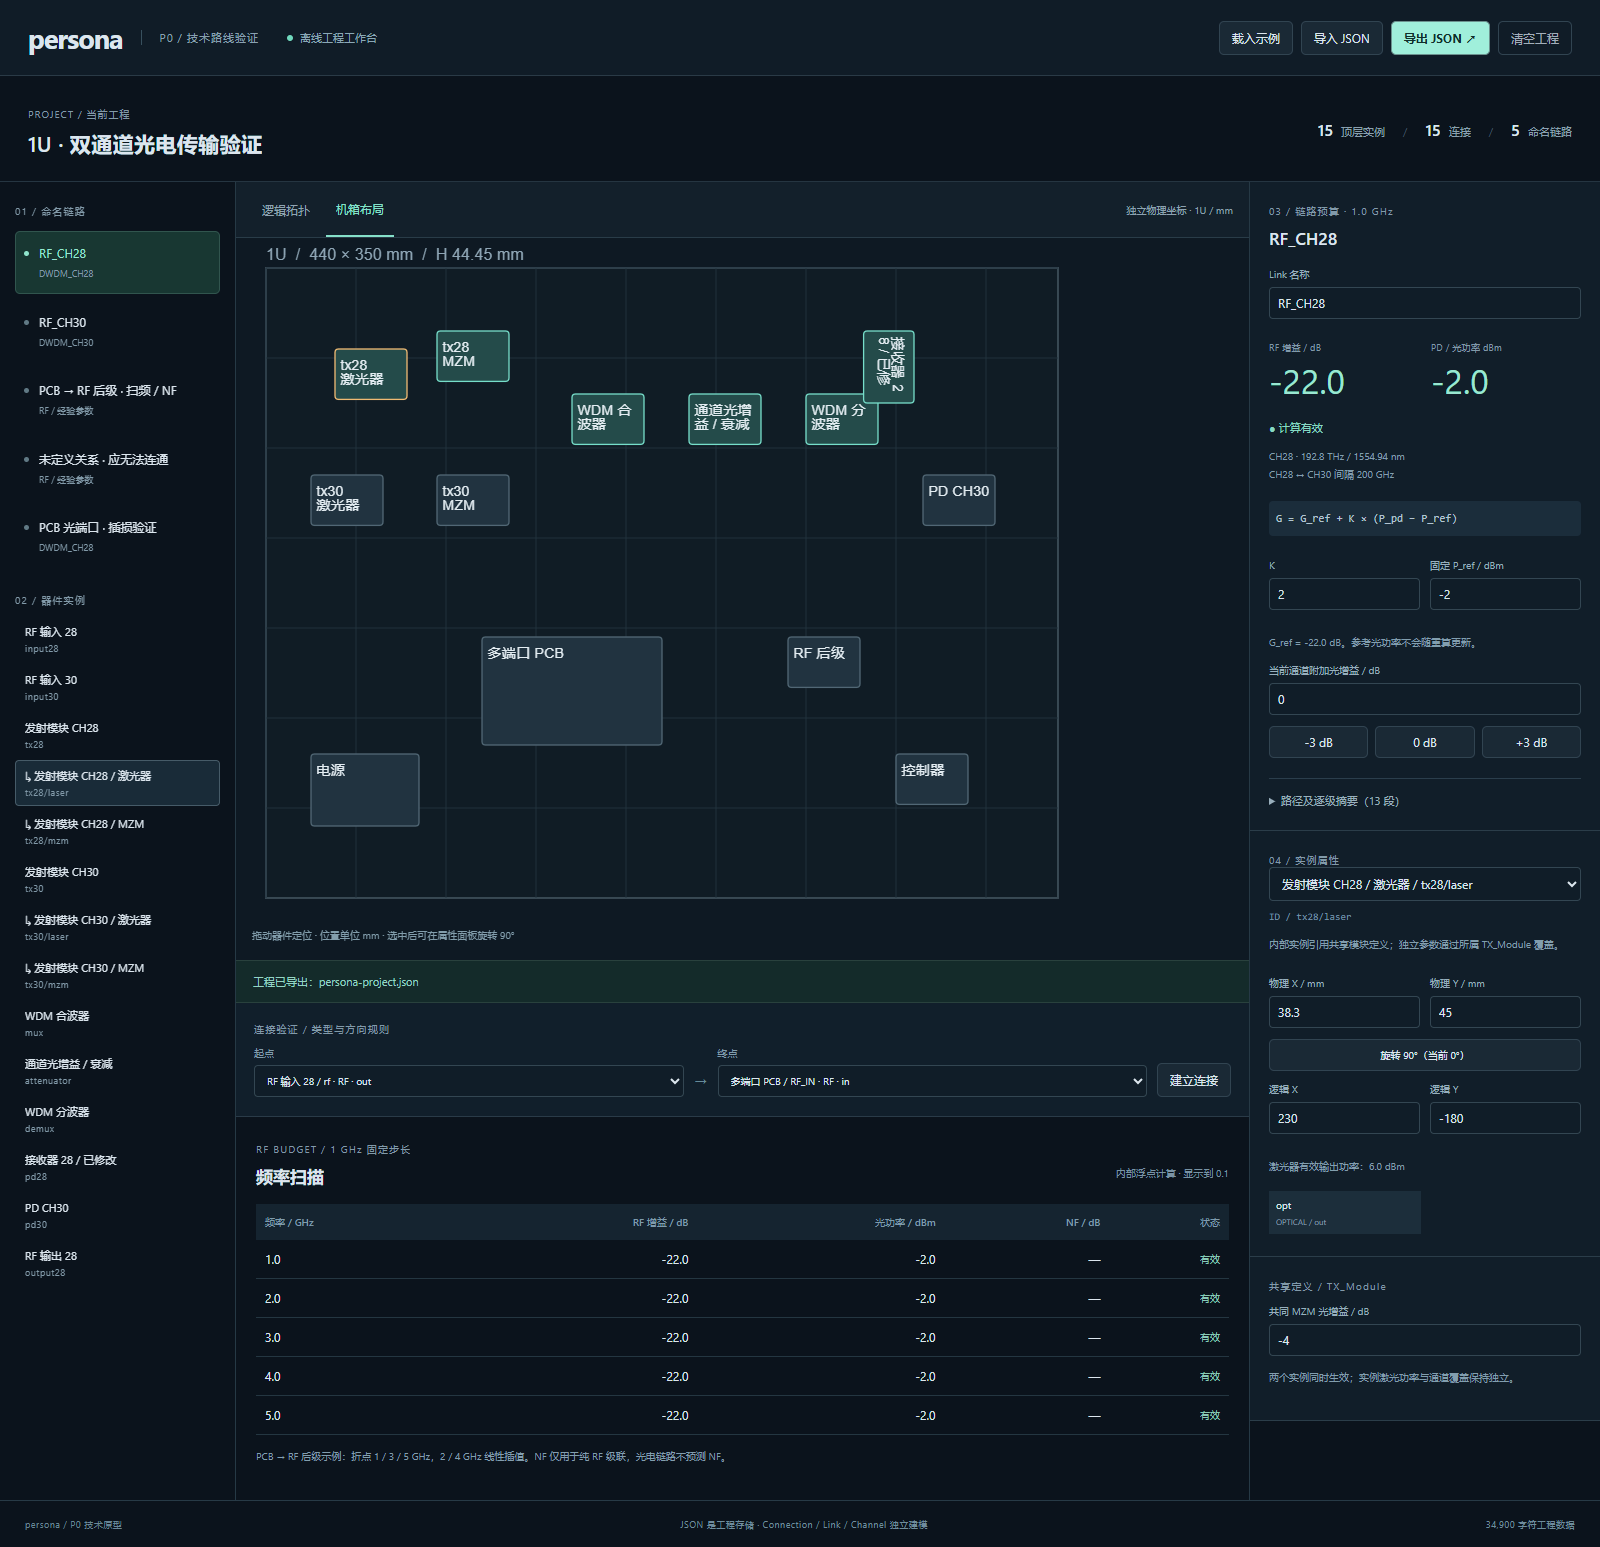 persona
P0 / 技术路线验证
离线工程工作台
载入示例
导入 JSON
导出 JSON ↗
清空工程
PROJECT / 当前工程
1U · 双通道光电传输验证
15 顶层实例 / 15 连接 / 5 命名链路
01 / 命名链路
RF_CH28
DWDM_CH28
RF_CH30
DWDM_CH30
PCB → RF 后级 · 扫频 / NF
RF / 经验参数
未定义关系 · 应无法连通
RF / 经验参数
PCB 光端口 · 插损验证
DWDM_CH28
02 / 器件实例
RF 输入 28
input28
RF 输入 30
input30
发射模块 CH28
tx28
↳ 发射模块 CH28 / 激光器
tx28/laser
↳ 发射模块 CH28 / MZM
tx28/mzm
发射模块 CH30
tx30
↳ 发射模块 CH30 / 激光器
tx30/laser
↳ 发射模块 CH30 / MZM
tx30/mzm
WDM 合波器
mux
通道光增益 / 衰减
attenuator
WDM 分波器
demux
接收器 28 / 已修改
pd28
PD CH30
pd30
RF 输出 28
output28
逻辑拓扑
机箱布局
独立物理坐标 · 1U / mm
1U / 440 × 350 mm / H 44.45 mm
tx28
激光器
tx28
MZM
WDM 合
波器
通道光增
益 / 衰减
WDM 分
波器
接收器 2
8 / 已修
tx30
激光器
tx30
MZM
PD CH30
多端口 PCB
RF 后级
电源
控制器
拖动器件定位 · 位置单位 mm · 选中后可在属性面板旋转 90°
工程已导出：persona-project.json
连接验证 / 类型与方向规则
起点
RF 输入 28 / rf · RF · out
→
终点
多端口 PCB / RF_IN · RF · in
建立连接
RF BUDGET / 1 GHz 固定步长
频率扫描
内部浮点计算 · 显示到 0.1
频率 / GHz RF 增益 / dB 光功率 / dBm NF / dB 状态
1.0 -22.0 -2.0 — 有效
2.0 -22.0 -2.0 — 有效
3.0 -22.0 -2.0 — 有效
4.0 -22.0 -2.0 — 有效
5.0 -22.0 -2.0 — 有效
PCB → RF 后级示例：折点 1 / 3 / 5 GHz，2 / 4 GHz 线性插值。NF 仅用于纯 RF 级联，光电链路不预测 NF。
03 / 链路预算 · 1.0 GHz
RF_CH28
Link 名称
RF_CH28
RF 增益 / dB
-22.0
PD / 光功率 dBm
-2.0
计算有效
CH28 · 192.8 THz / 1554.94 nm
CH28 ↔ CH30 间隔 200 GHz
G = G_ref + K × (P_pd − P_ref)
K
2
固定 P_ref / dBm
-2
G_ref = -22.0 dB。参考光功率不会随重算更新。
当前通道附加光增益 / dB
0
-3 dB
0 dB
+3 dB
▶ 路径及逐级摘要（13 段）
04 / 实例属性
发射模块 CH28 / 激光器 / tx28/laser
ID / tx28/laser
内部实例引用共享模块定义；独立参数通过所属 TX_Module 覆盖。
物理 X / mm
38.3
物理 Y / mm
45
旋转 90°（当前 0°）
逻辑 X
230
逻辑 Y
-180
激光器有效输出功率：6.0 dBm
opt
OPTICAL / out
共享定义 / TX_Module
共同 MZM 光增益 / dB
-4
两个实例同时生效；实例激光功率与通道覆盖保持独立。
persona / P0 技术原型
JSON 是工程存储 · Connection / Link / Channel 独立建模
34,900 字符工程数据